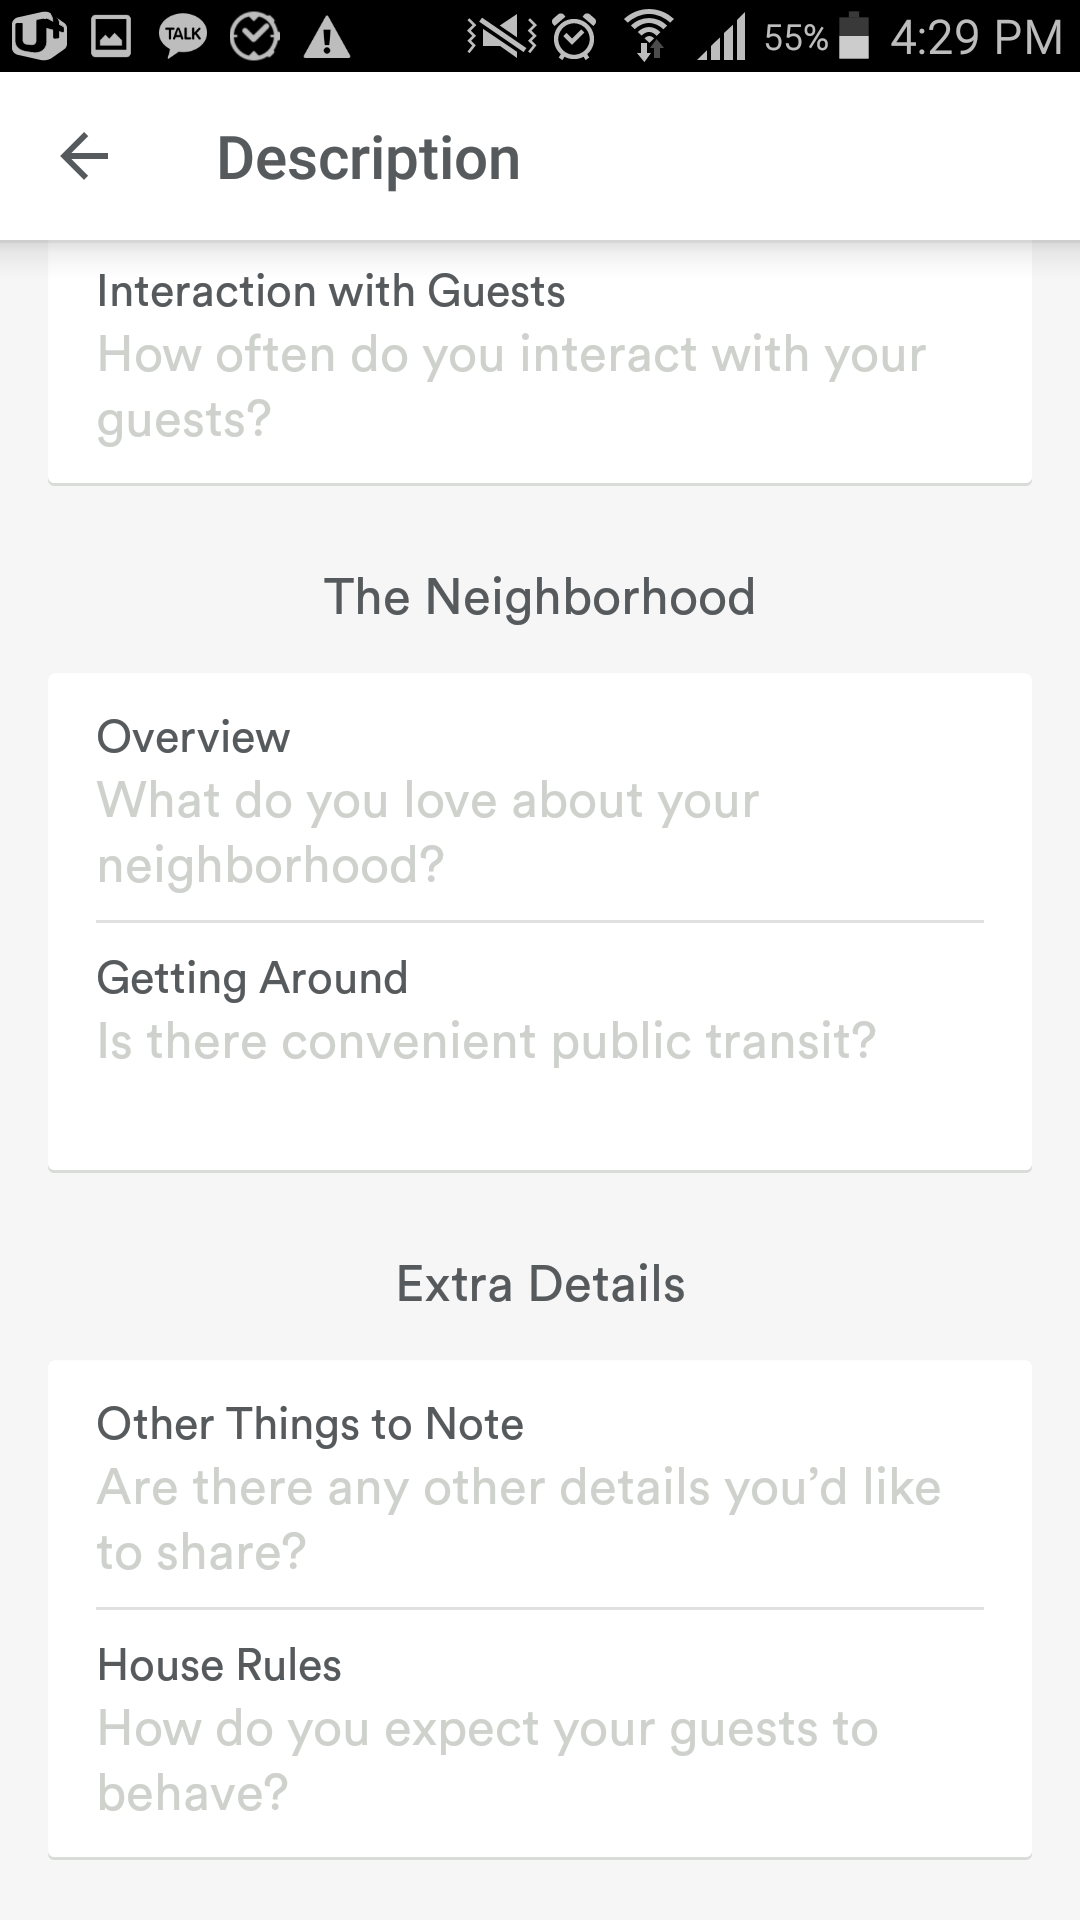 U+
TALK
55% 4:29 PM
Description
Interaction with Guests
How often do you interact with your
guests?
The Neighborhood
Overview
What do you love about your
neighborhood?
Getting Around
Is there convenient public transit?
Extra Details
Other Things to Note
Are there any other details you’d like
to share?
House Rules
How do you expect your guests to
behave?